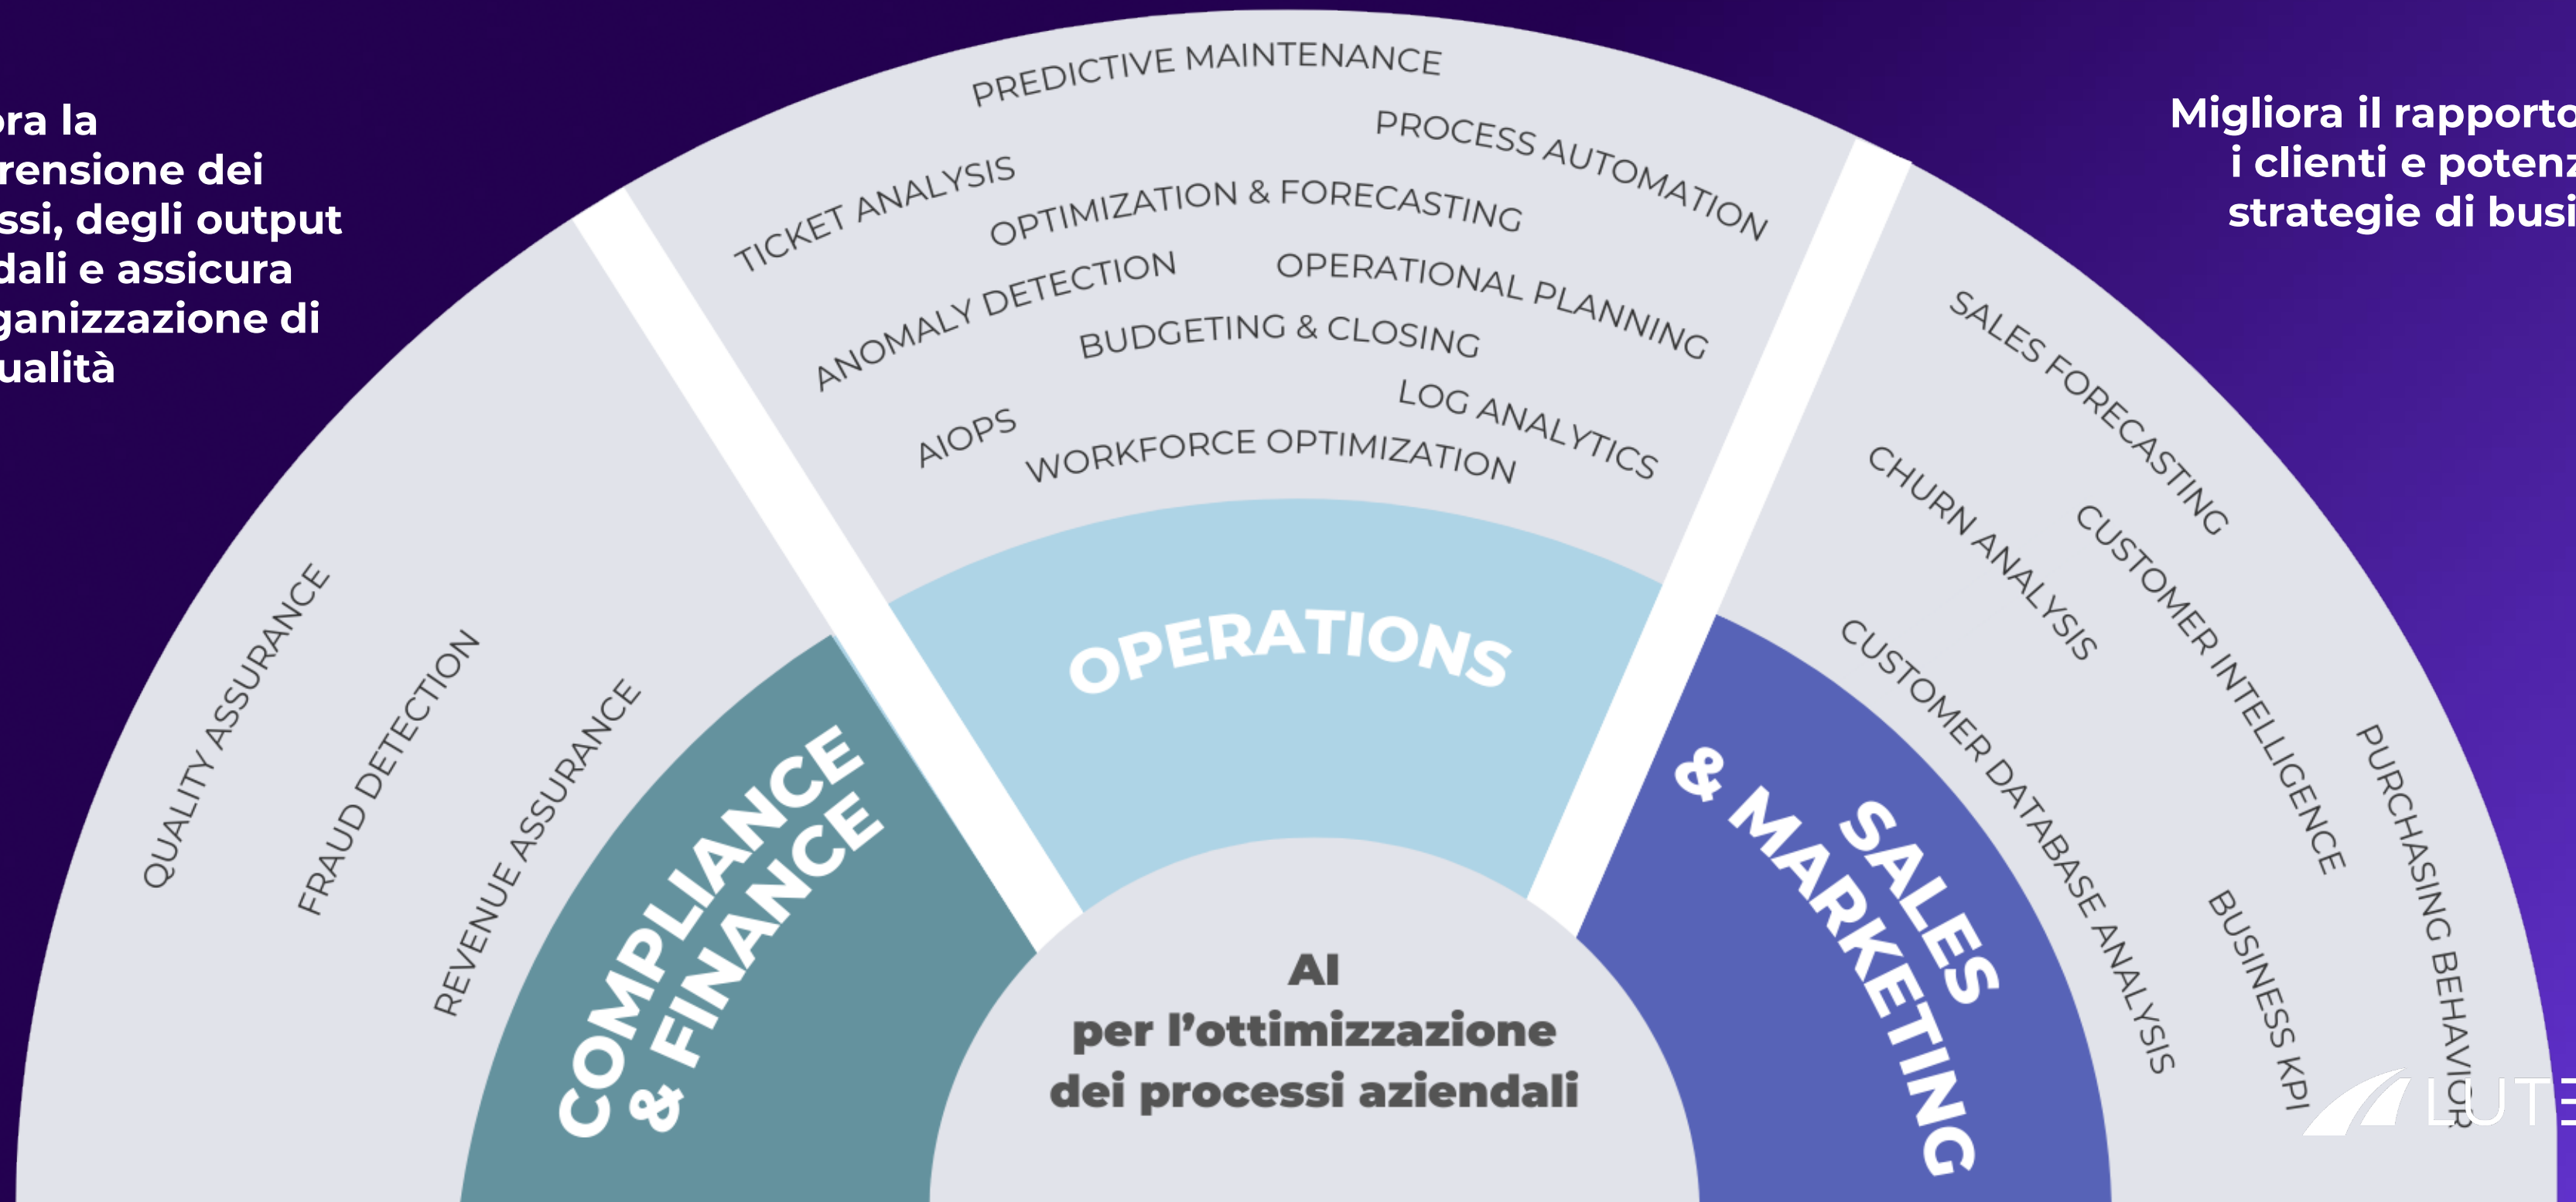 ora la
rensione dei
ssi, degli output
dali e assicura
ganizzazione di
ualità
QUALITY ASSURANCE
FRAUD DETECTION
REVENUE ASSURANCE
COMPLIANCE
& FINANCE
PREDICTIVE MAINTENANCE
PROCESS AUTOMATION
TICKET ANALYSIS
OPTIMIZATION & FORECASTING
ANOMALY DETECTION
OPERATIONAL PLANNING
BUDGETING & CLOSING
LOG ANALYTICS
AIOPS
WORKFORCE OPTIMIZATION
OPERATIONS
AI
per l’ottimizzazione
dei processi aziendali
Migliora il rapporto
i clienti e potenz
strategie di busi
SALES FORECASTING
CHURN ANALYSIS
CUSTOMER INTELLIGENCE
CUSTOMER DATABASE ANALYSIS
PURCHASING BEHAVIOR
BUSINESS KPI
SALES
& MARKETING
LUTE